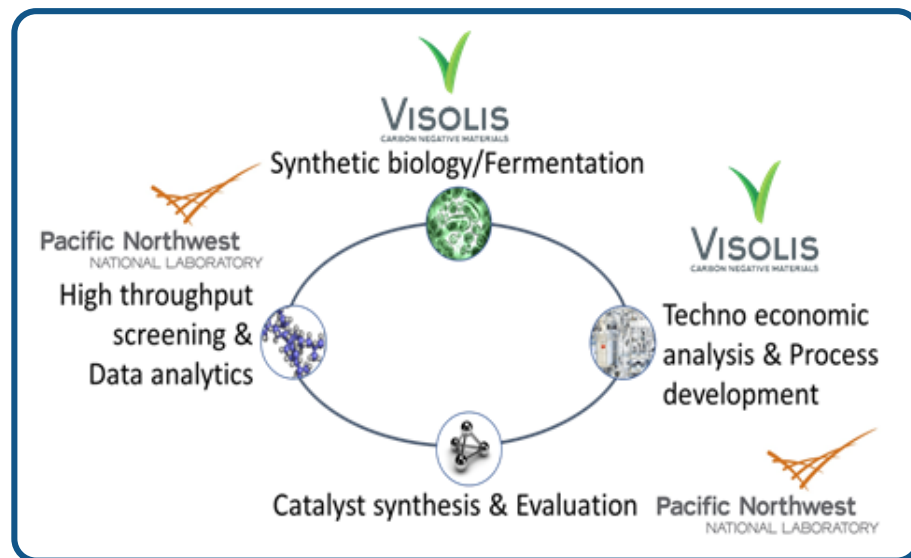 VISOLIS
CARBON NEGATIVE MATERIALS
Synthetic biology/Fermentation
Pacific Northwest
NATIONAL LABORATORY
High throughput
screening &
Data analytics
VISOLIS
CARBON NEGATIVE MATERIALS
Techno economic
analysis & Process
development
Catalyst synthesis & Evaluation
Pacific Northwest
NATIONAL LABORATORY